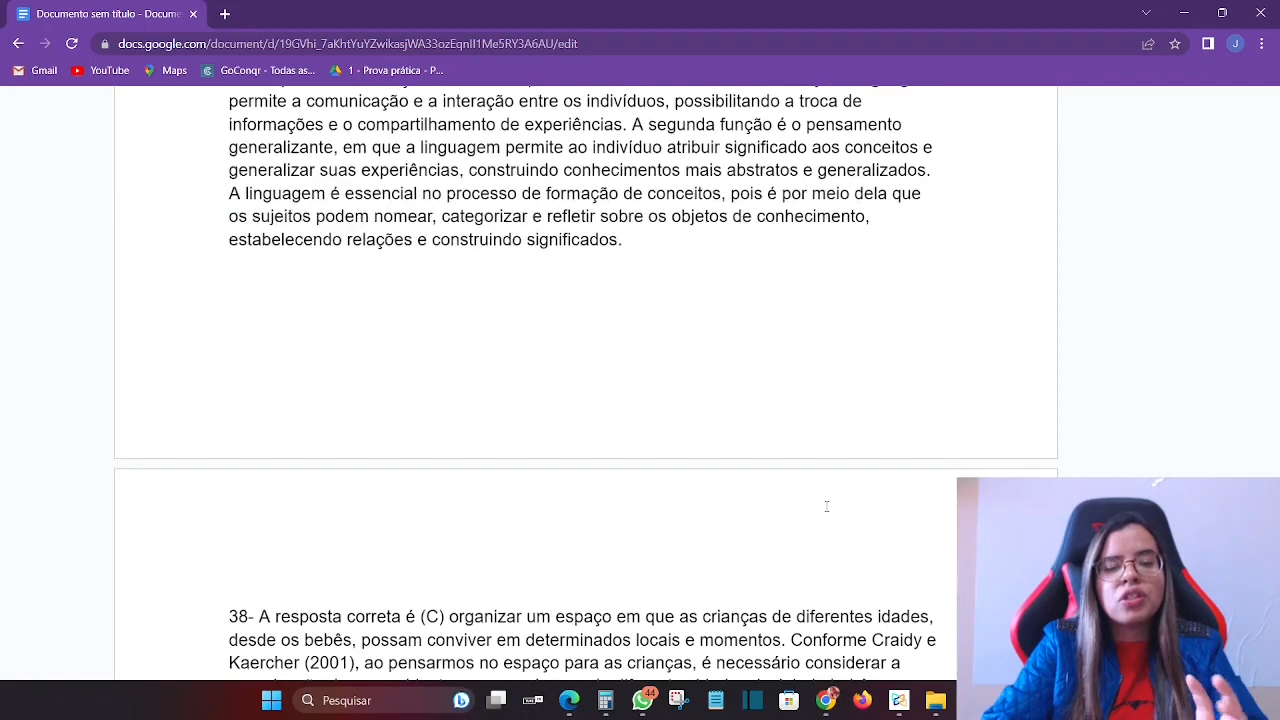 Documento sem título - Docume
docs.google.com/document/d/19GVhi_7aKhtYuYZwikasjWA33ozEqnII1Me5RY3A6AU/edit
J
Gmail YouTube Maps GoConqr - Todas as... 1 - Prova prática - P...
permite a comunicação e a interação entre os indivíduos, possibilitando a troca de
informações e o compartilhamento de experiências. A segunda função é o pensamento
generalizante, em que a linguagem permite ao indivíduo atribuir significado aos conceitos e
generalizar suas experiências, construindo conhecimentos mais abstratos e generalizados.
A linguagem é essencial no processo de formação de conceitos, pois é por meio dela que
os sujeitos podem nomear, categorizar e refletir sobre os objetos de conhecimento,
estabelecendo relações e construindo significados.
38- A resposta correta é (C) organizar um espaço em que as crianças de diferentes idades,
desde os bebês, possam conviver em determinados locais e momentos. Conforme Craidy e
Kaercher (2001), ao pensarmos no espaço para as crianças, é necessário considerar a
Pesquisar
44